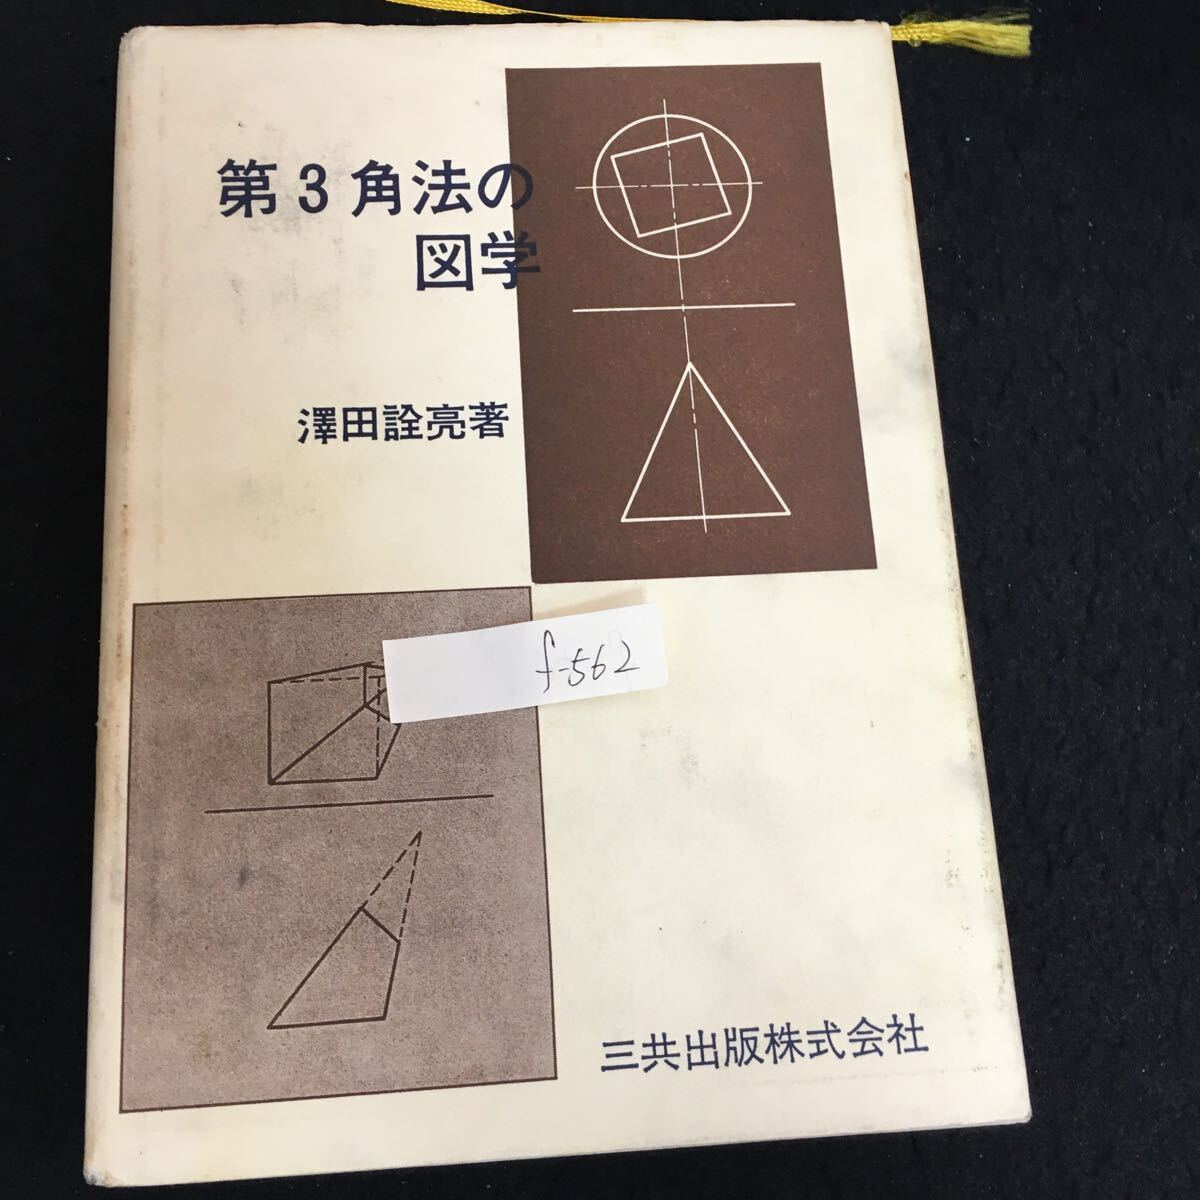 第3角法の
図学
澤田詮亮著
f-562
三共出版株式会社